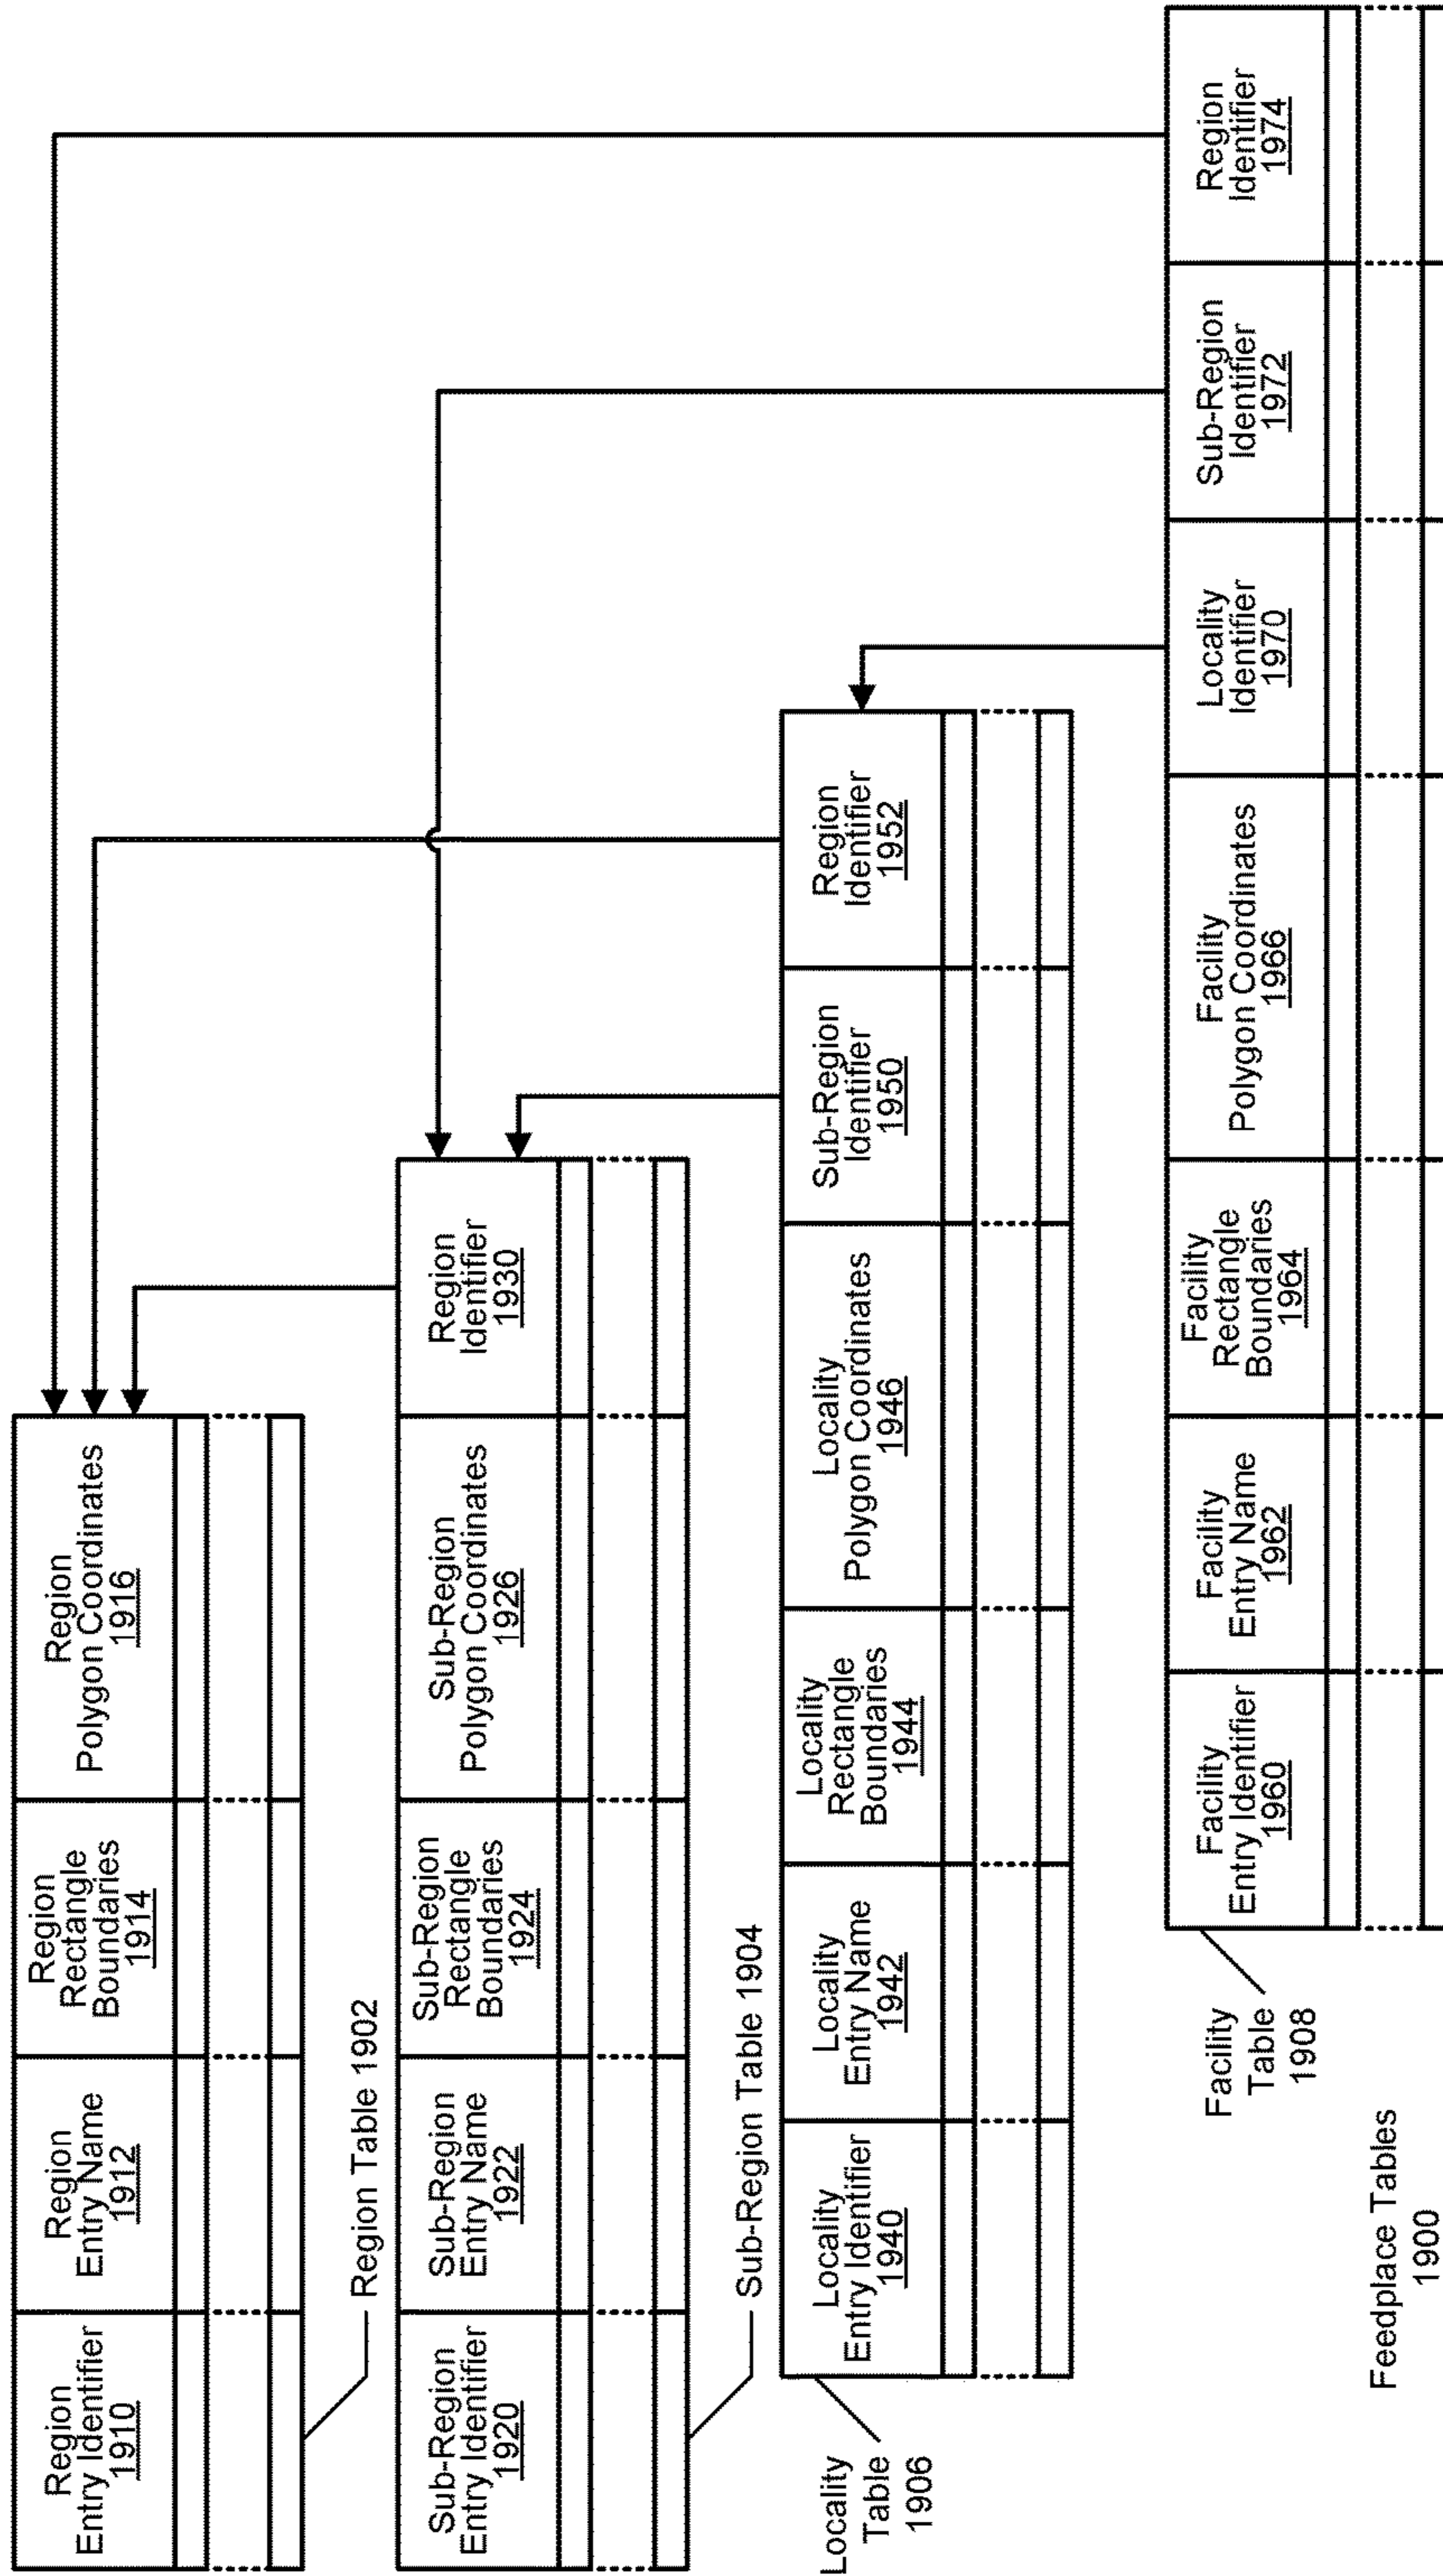 Region
Entry Identifier
1910
Region
Entry Name
1912
Region
Rectangle
Boundaries
1914
Region
Polygon Coordinates
1916
Region Table 1902
Sub-Region
Entry Identifier
1920
Sub-Region
Entry Name
1922
Sub-Region
Rectangle
Boundaries
1924
Sub-Region
Polygon Coordinates
1926
Region
Identifier
1930
Sub-Region Table 1904
Locality
Table
1906
Locality
Entry Identifier
1940
Locality
Entry Name
1942
Locality
Rectangle
Boundaries
1944
Locality
Polygon Coordinates
1946
Sub-Region
Identifier
1950
Region
Identifier
1952
Facility
Table
1908
Facility
Entry Identifier
1960
Facility
Entry Name
1962
Facility
Rectangle
Boundaries
1964
Facility
Polygon Coordinates
1966
Locality
Identifier
1970
Sub-Region
Identifier
1972
Region
Identifier
1974
Feedplace Tables
1900